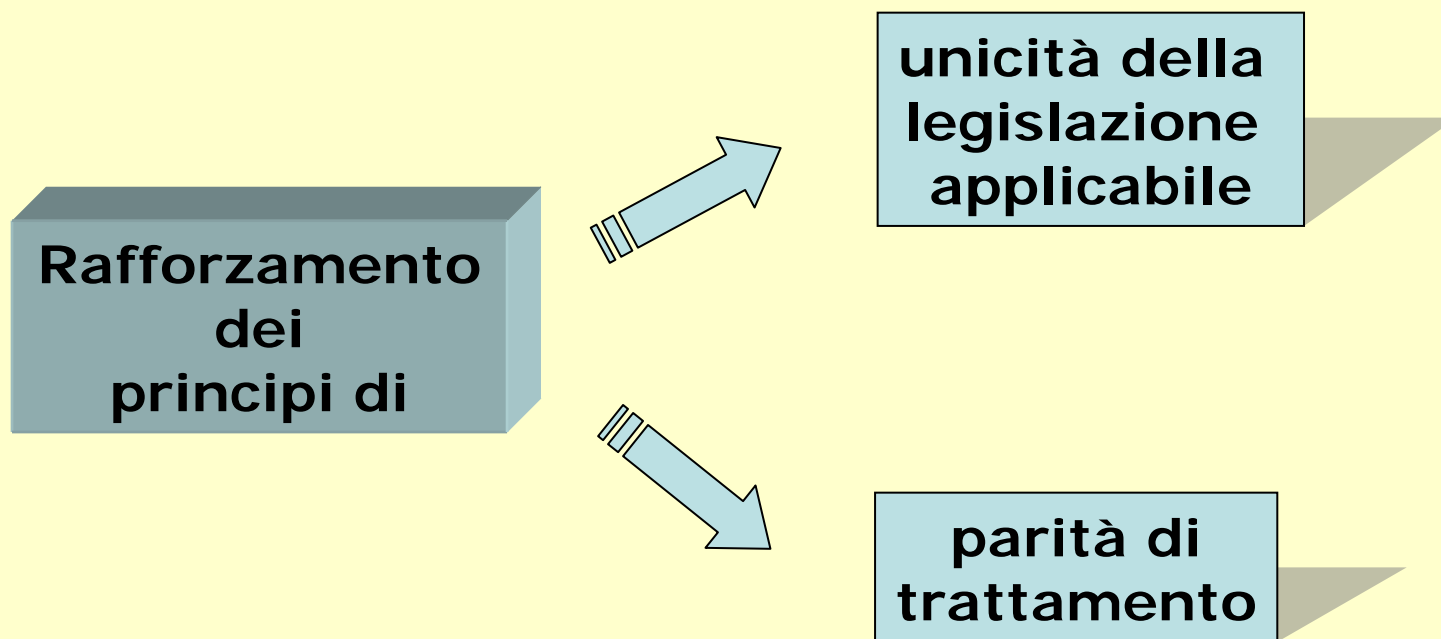 Rafforzamento
dei
principi di
unicità della
legislazione
applicabile
parità di
trattamento